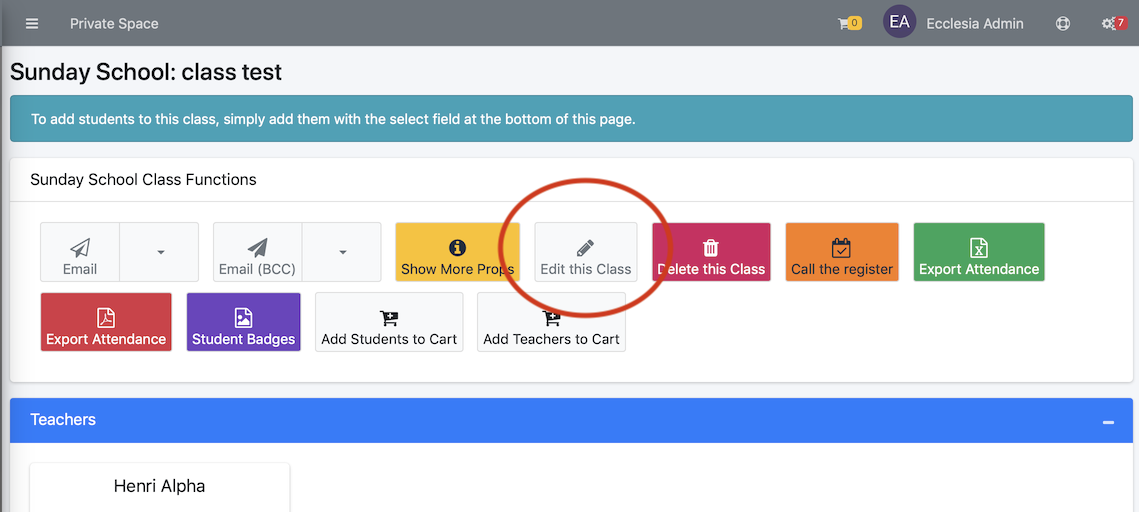 Private Space 0 EA Ecclesia Admin 7
Sunday School: class test
To add students to this class, simply add them with the select field at the bottom of this page.
Sunday School Class Functions
Email Email (BCC) Show More Props Edit this Class Delete this Class Call the register Export Attendance
Export Attendance Student Badges Add Students to Cart Add Teachers to Cart
Teachers
Henri Alpha